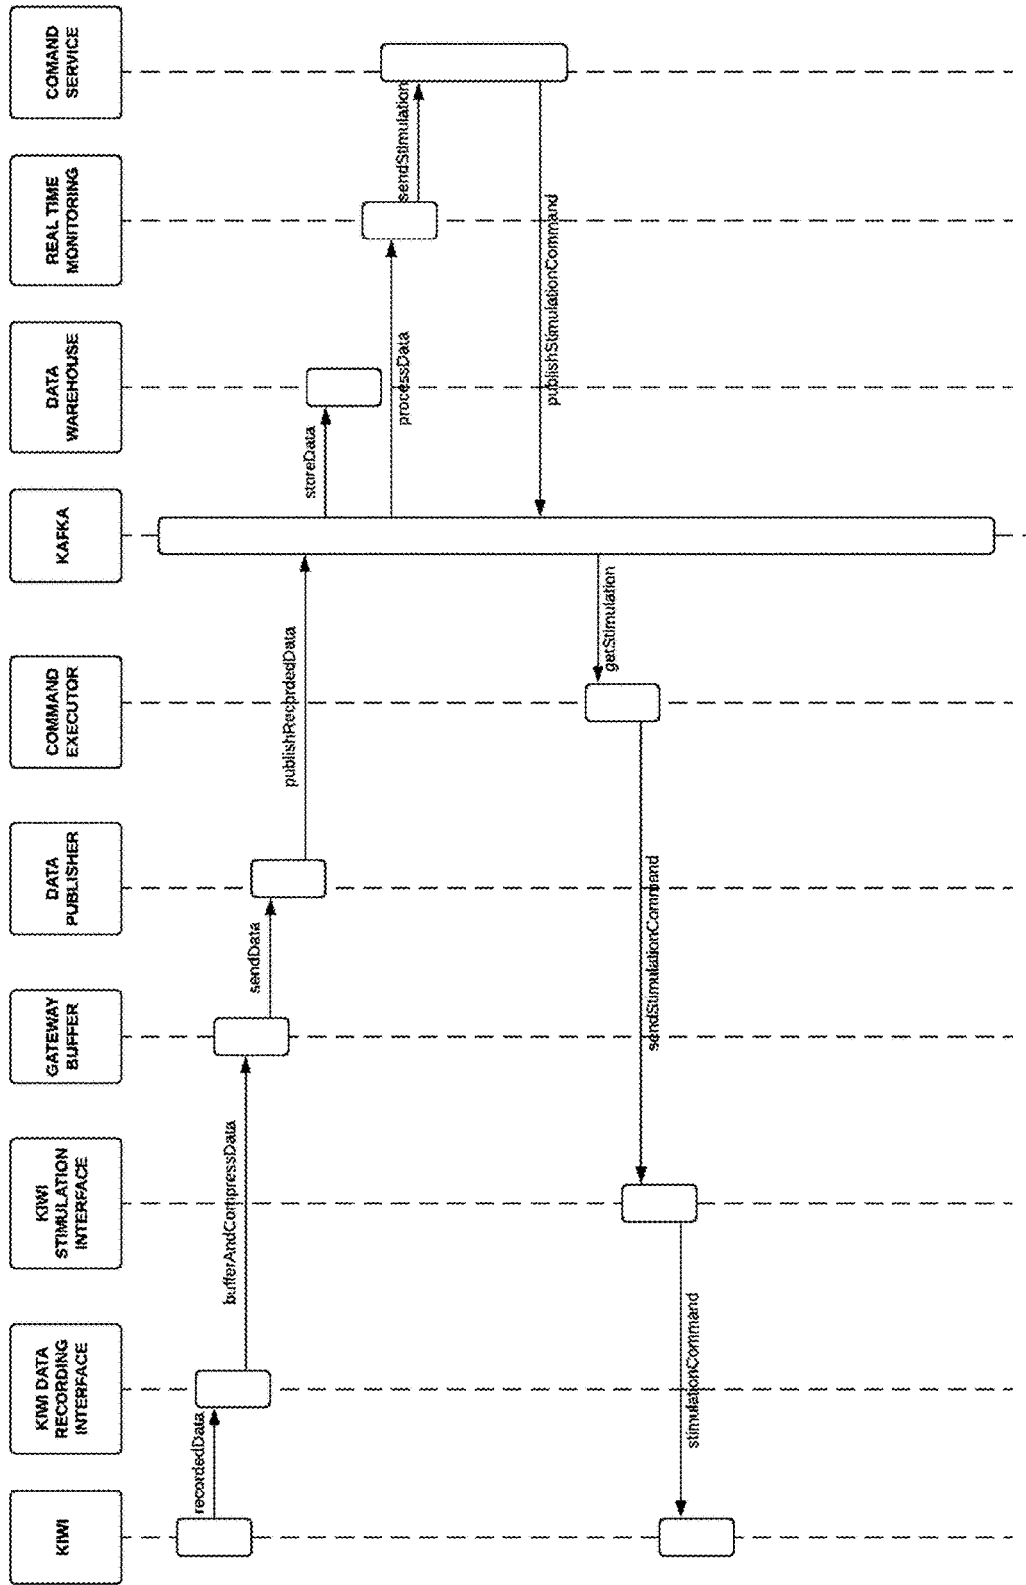 KIWI
KIWI DATA
RECORDING
INTERFACE
KIWI
STIMULATION
INTERFACE
GATEWAY
BUFFER
DATA
PUBLISHER
COMMAND
EXECUTOR
KAFKA
DATA
WAREHOUSE
REAL TIME
MONITORING
COMAND
SERVICE
recordedData
bufferAndCompressData
sendData
publishRecordedData
storeData
processData
sendStimulation
publishStimulationCommand
getStimulation
sendStimulationCommand
stimulationCommand